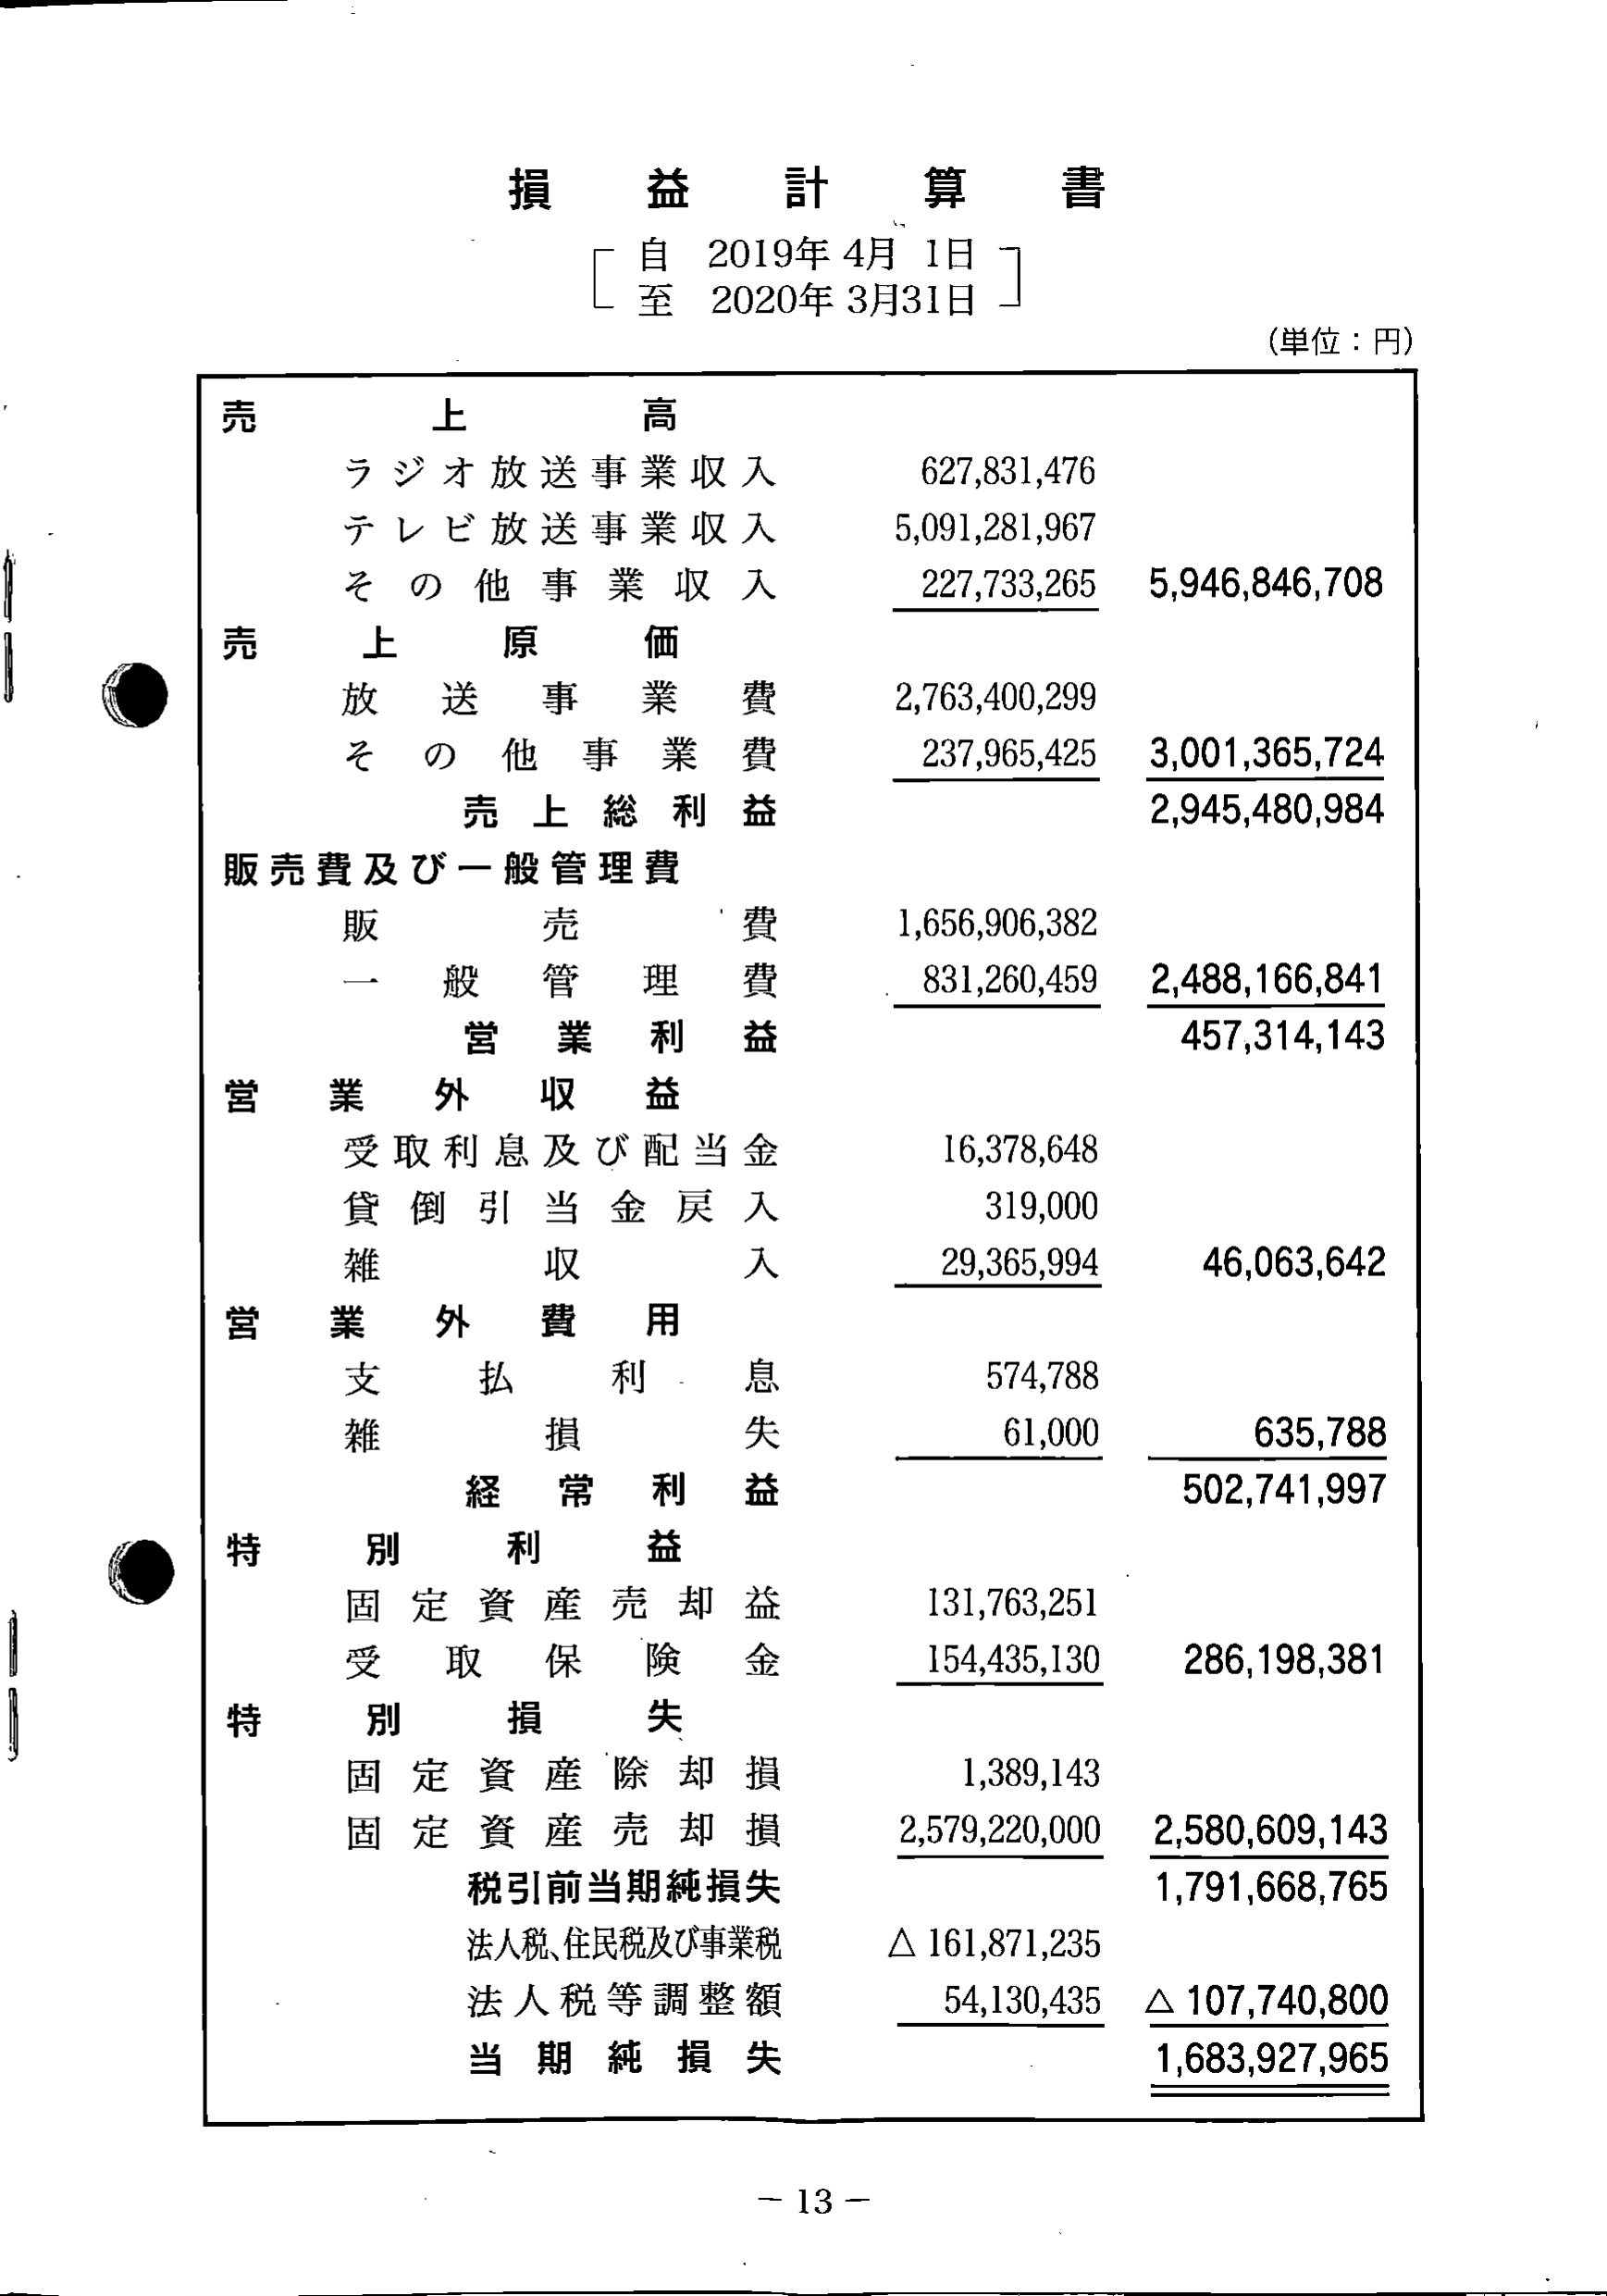 損益計算書
自 2019年 4月 1日
至 2020年 3月31日
(単位：円)
売上高
ラジオ放送事業収入 627,831,476
テレビ放送事業収入 5,091,281,967
その他事業収入 227,733,265 5,946,846,708
売上原価
放送事業費 2,763,400,299
その他事業費 237,965,425 3,001,365,724
売上総利益 2,945,480,984
販売費及び一般管理費
販売費 1,656,906,382
一般管理費 831,260,459 2,488,166,841
営業利益 457,314,143
営業外収益
受取利息及び配当金 16,378,648
貸倒引当金戻入 319,000
雑収入 29,365,994 46,063,642
営業外費用
支払利息 574,788
雑損失 61,000 635,788
経常利益 502,741,997
特別利益
固定資産売却益 131,763,251
受取保険金 154,435,130 286,198,381
特別損失
固定資産除却損 1,389,143
固定資産売却損 2,579,220,000 2,580,609,143
税引前当期純損失 1,791,668,765
法人税、住民税及び事業税 △ 161,871,235
法人税等調整額 54,130,435 △ 107,740,800
当期純損失 1,683,927,965
－ 13 －